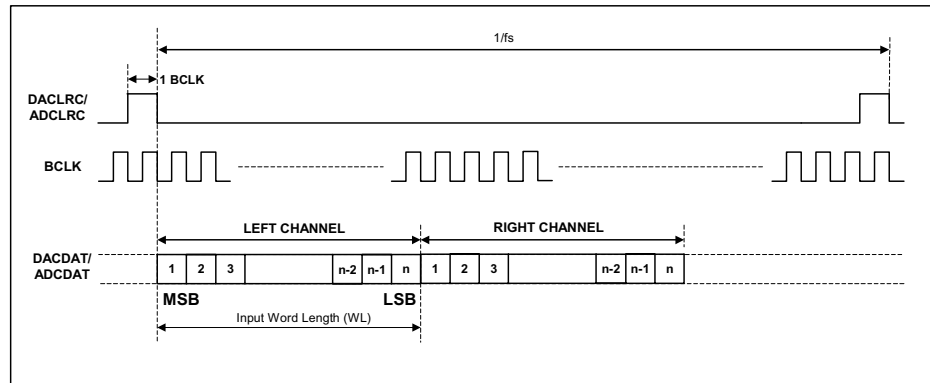 1/fs
1 BCLK
DACLRC/
ADCLRC
BCLK
LEFT CHANNEL
RIGHT CHANNEL
DACDAT/
ADCDAT
1 2 3 n-2 n-1 n 1 2 3 n-2 n-1 n
MSB LSB
Input Word Length (WL)